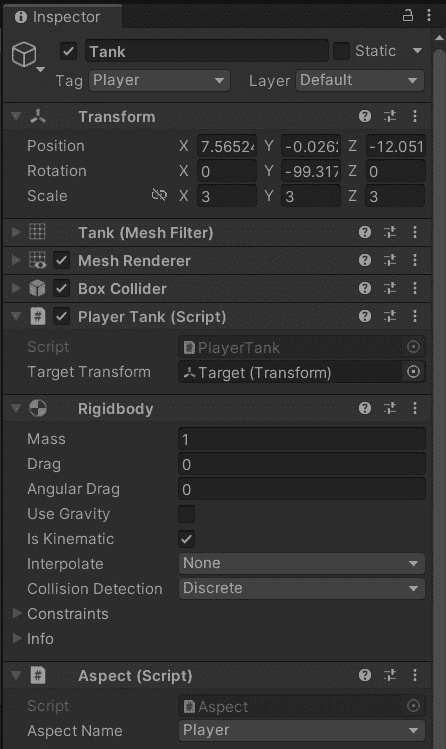 Inspector
Tank Static
Tag Player Layer Default
Transform
Position X 7.56524 Y -0.0262 Z -12.051
Rotation X 0 Y -99.317 Z 0
Scale X 3 Y 3 Z 3
Tank (Mesh Filter)
Mesh Renderer
Box Collider
# Player Tank (Script)
Script # PlayerTank
Target Transform Target (Transform)
Rigidbody
Mass 1
Drag 0
Angular Drag 0
Use Gravity
Is Kinematic
Interpolate None
Collision Detection Discrete
Constraints
Info
# Aspect (Script)
Script # Aspect
Aspect Name Player